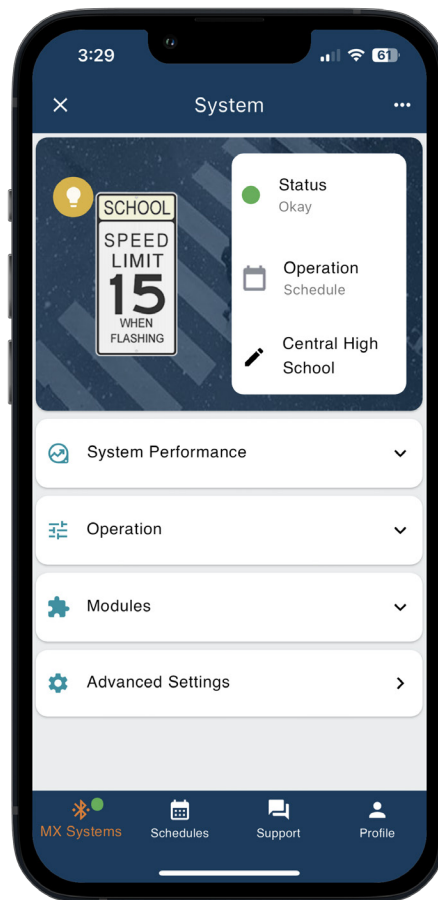 3:29
61
System
SCHOOL
SPEED
LIMIT
15
WHEN
FLASHING
Status
Okay
Operation
Schedule
Central High
School
System Performance
Operation
Modules
Advanced Settings
MX Systems
Schedules
Support
Profile